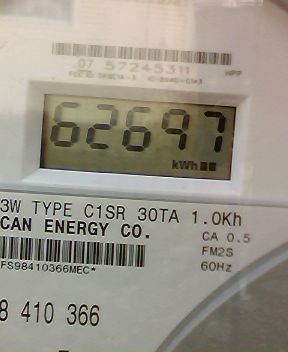 07 57245311 HPP
62697
kWh
3W TYPE C1SR 30TA 1.0Kh
CAN ENERGY CO. CA 0.5
FM2S
FS98410366MEC* 60Hz
8 410 366